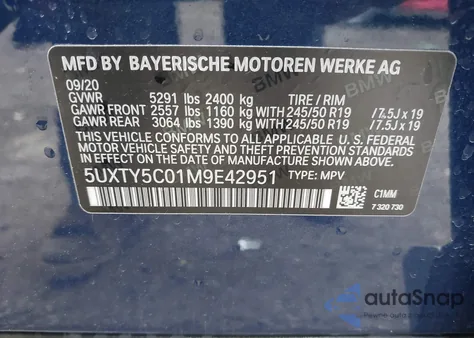 MFD BY BAYERISCHE MOTOREN WERKE AG
09/20
GVWR 5291 lbs 2400 kg TIRE / RIM
GAWR FRONT 2557 lbs 1160 kg WITH 245/50 R19 / 7.5J x 19
GAWR REAR 3064 lbs 1390 kg WITH 245/50 R19 / 7.5J x 19
THIS VEHICLE CONFORMS TO ALL APPLICABLE U.S. FEDERAL
MOTOR VEHICLE SAFETY, AND THEFT PREVENTION STANDARDS
IN EFFECT ON THE DATE OF MANUFACTURE SHOWN ABOVE.
5UXTY5C01M9E42951 TYPE: MPV
C1MM
7 320 730
autoSnap